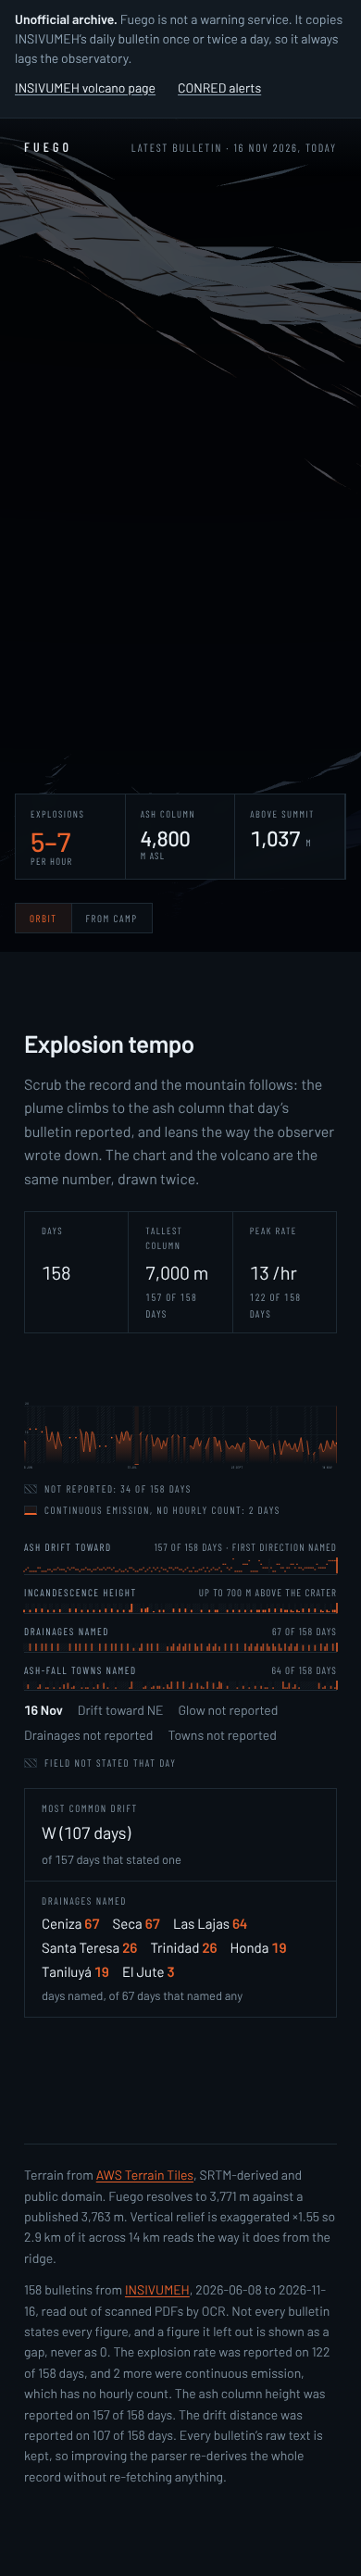 Unofficial archive. Fuego is not a warning service. It copies
INSIVUMEH's daily bulletin once or twice a day, so it always
lags the observatory.
INSIVUMEH volcano page CONRED alerts
FUEGO LATEST BULLETIN · 16 NOV 2026, TODAY
EXPLOSIONS ASH COLUMN ABOVE SUMMIT
5–7 4,800 1,037 M
PER HOUR M ASL
ORBIT FROM CAMP
Explosion tempo
Scrub the record and the mountain follows: the
plume climbs to the ash column that day's
bulletin reported, and leans the way the observer
wrote down. The chart and the volcano are the
same number, drawn twice.
DAYS TALLEST COLUMN PEAK RATE
158 7,000 m 13 /hr
157 OF 158 DAYS 122 OF 158 DAYS
NOT REPORTED: 34 OF 158 DAYS
CONTINUOUS EMISSION, NO HOURLY COUNT: 2 DAYS
ASH DRIFT TOWARD 157 OF 158 DAYS · FIRST DIRECTION NAMED
INCANDESCENCE HEIGHT UP TO 700 M ABOVE THE CRATER
DRAINAGES NAMED 67 OF 158 DAYS
ASH-FALL TOWNS NAMED 64 OF 158 DAYS
16 Nov Drift toward NE Glow not reported
Drainages not reported Towns not reported
FIELD NOT STATED THAT DAY
MOST COMMON DRIFT
W (107 days)
of 157 days that stated one
DRAINAGES NAMED
Ceniza 67 Seca 67 Las Lajas 64
Santa Teresa 26 Trinidad 26 Honda 19
Taniluyá 19 El Jute 3
days named, of 67 days that named any
Terrain from AWS Terrain Tiles, SRTM-derived and
public domain. Fuego resolves to 3,771 m against a
published 3,763 m. Vertical relief is exaggerated ×1.55 so
2.9 km of it across 14 km reads the way it does from the
ridge.
158 bulletins from INSIVUMEH, 2026-06-08 to 2026-11-
16, read out of scanned PDFs by OCR. Not every bulletin
states every figure, and a figure it left out is shown as a
gap, never as 0. The explosion rate was reported on 122
of 158 days, and 2 more were continuous emission,
which has no hourly count. The ash column height was
reported on 157 of 158 days. The drift distance was
reported on 107 of 158 days. Every bulletin's raw text is
kept, so improving the parser re-derives the whole
record without re-fetching anything.